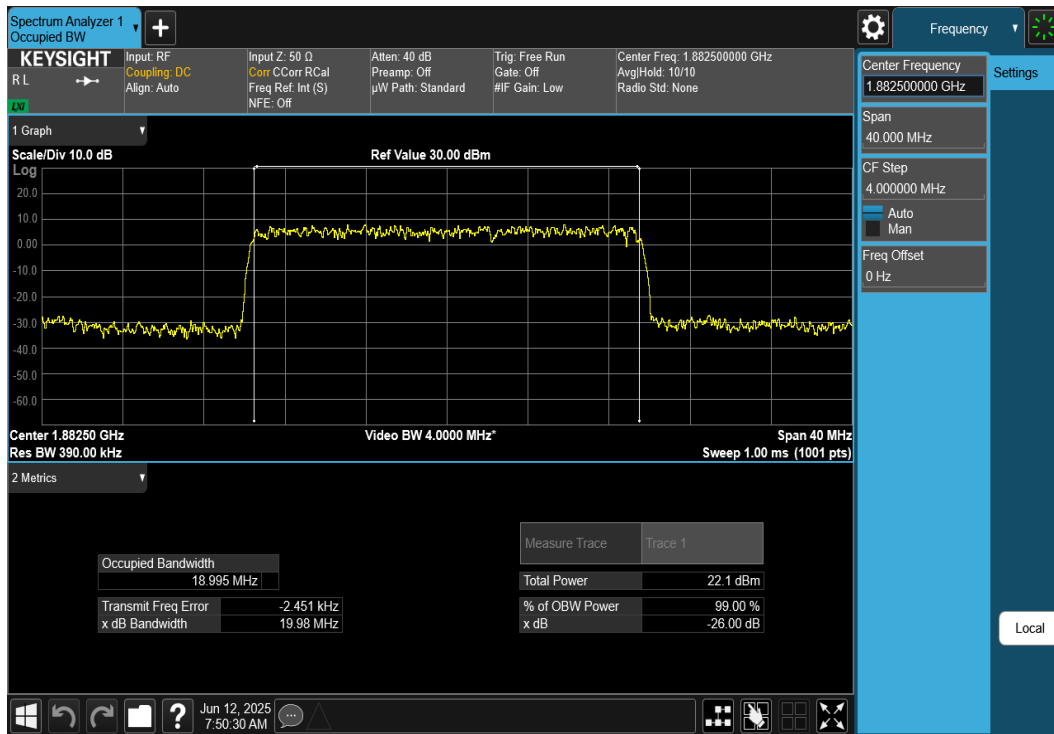 Spectrum Analyzer 1
Occupied BW
Frequency
KEYSIGHT
R L
LXI
Input: RF
Coupling: DC
Align: Auto
Input Z: 50 Ω
Corr CCorr RCal
Freq Ref: Int (S)
NFE: Off
Atten: 40 dB
Preamp: Off
µW Path: Standard
Trig: Free Run
Gate: Off
#IF Gain: Low
Center Freq: 1.882500000 GHz
Avg|Hold: 10/10
Radio Std: None
Center Frequency
1.882500000 GHz
Settings
Span
40.000 MHz
CF Step
4.000000 MHz
Auto
Man
Freq Offset
0 Hz
Local
1 Graph
Scale/Div 10.0 dB
Ref Value 30.00 dBm
Log
20.0
10.0
0.00
-10.0
-20.0
-30.0
-40.0
-50.0
-60.0
Center 1.88250 GHz
Video BW 4.0000 MHz*
Span 40 MHz
Res BW 390.00 kHz
Sweep 1.00 ms (1001 pts)
2 Metrics
Measure Trace
Trace 1
Occupied Bandwidth
18.995 MHz
Total Power 22.1 dBm
Transmit Freq Error -2.451 kHz
% of OBW Power 99.00 %
x dB Bandwidth 19.98 MHz
x dB -26.00 dB
?
Jun 12, 2025
7:50:30 AM